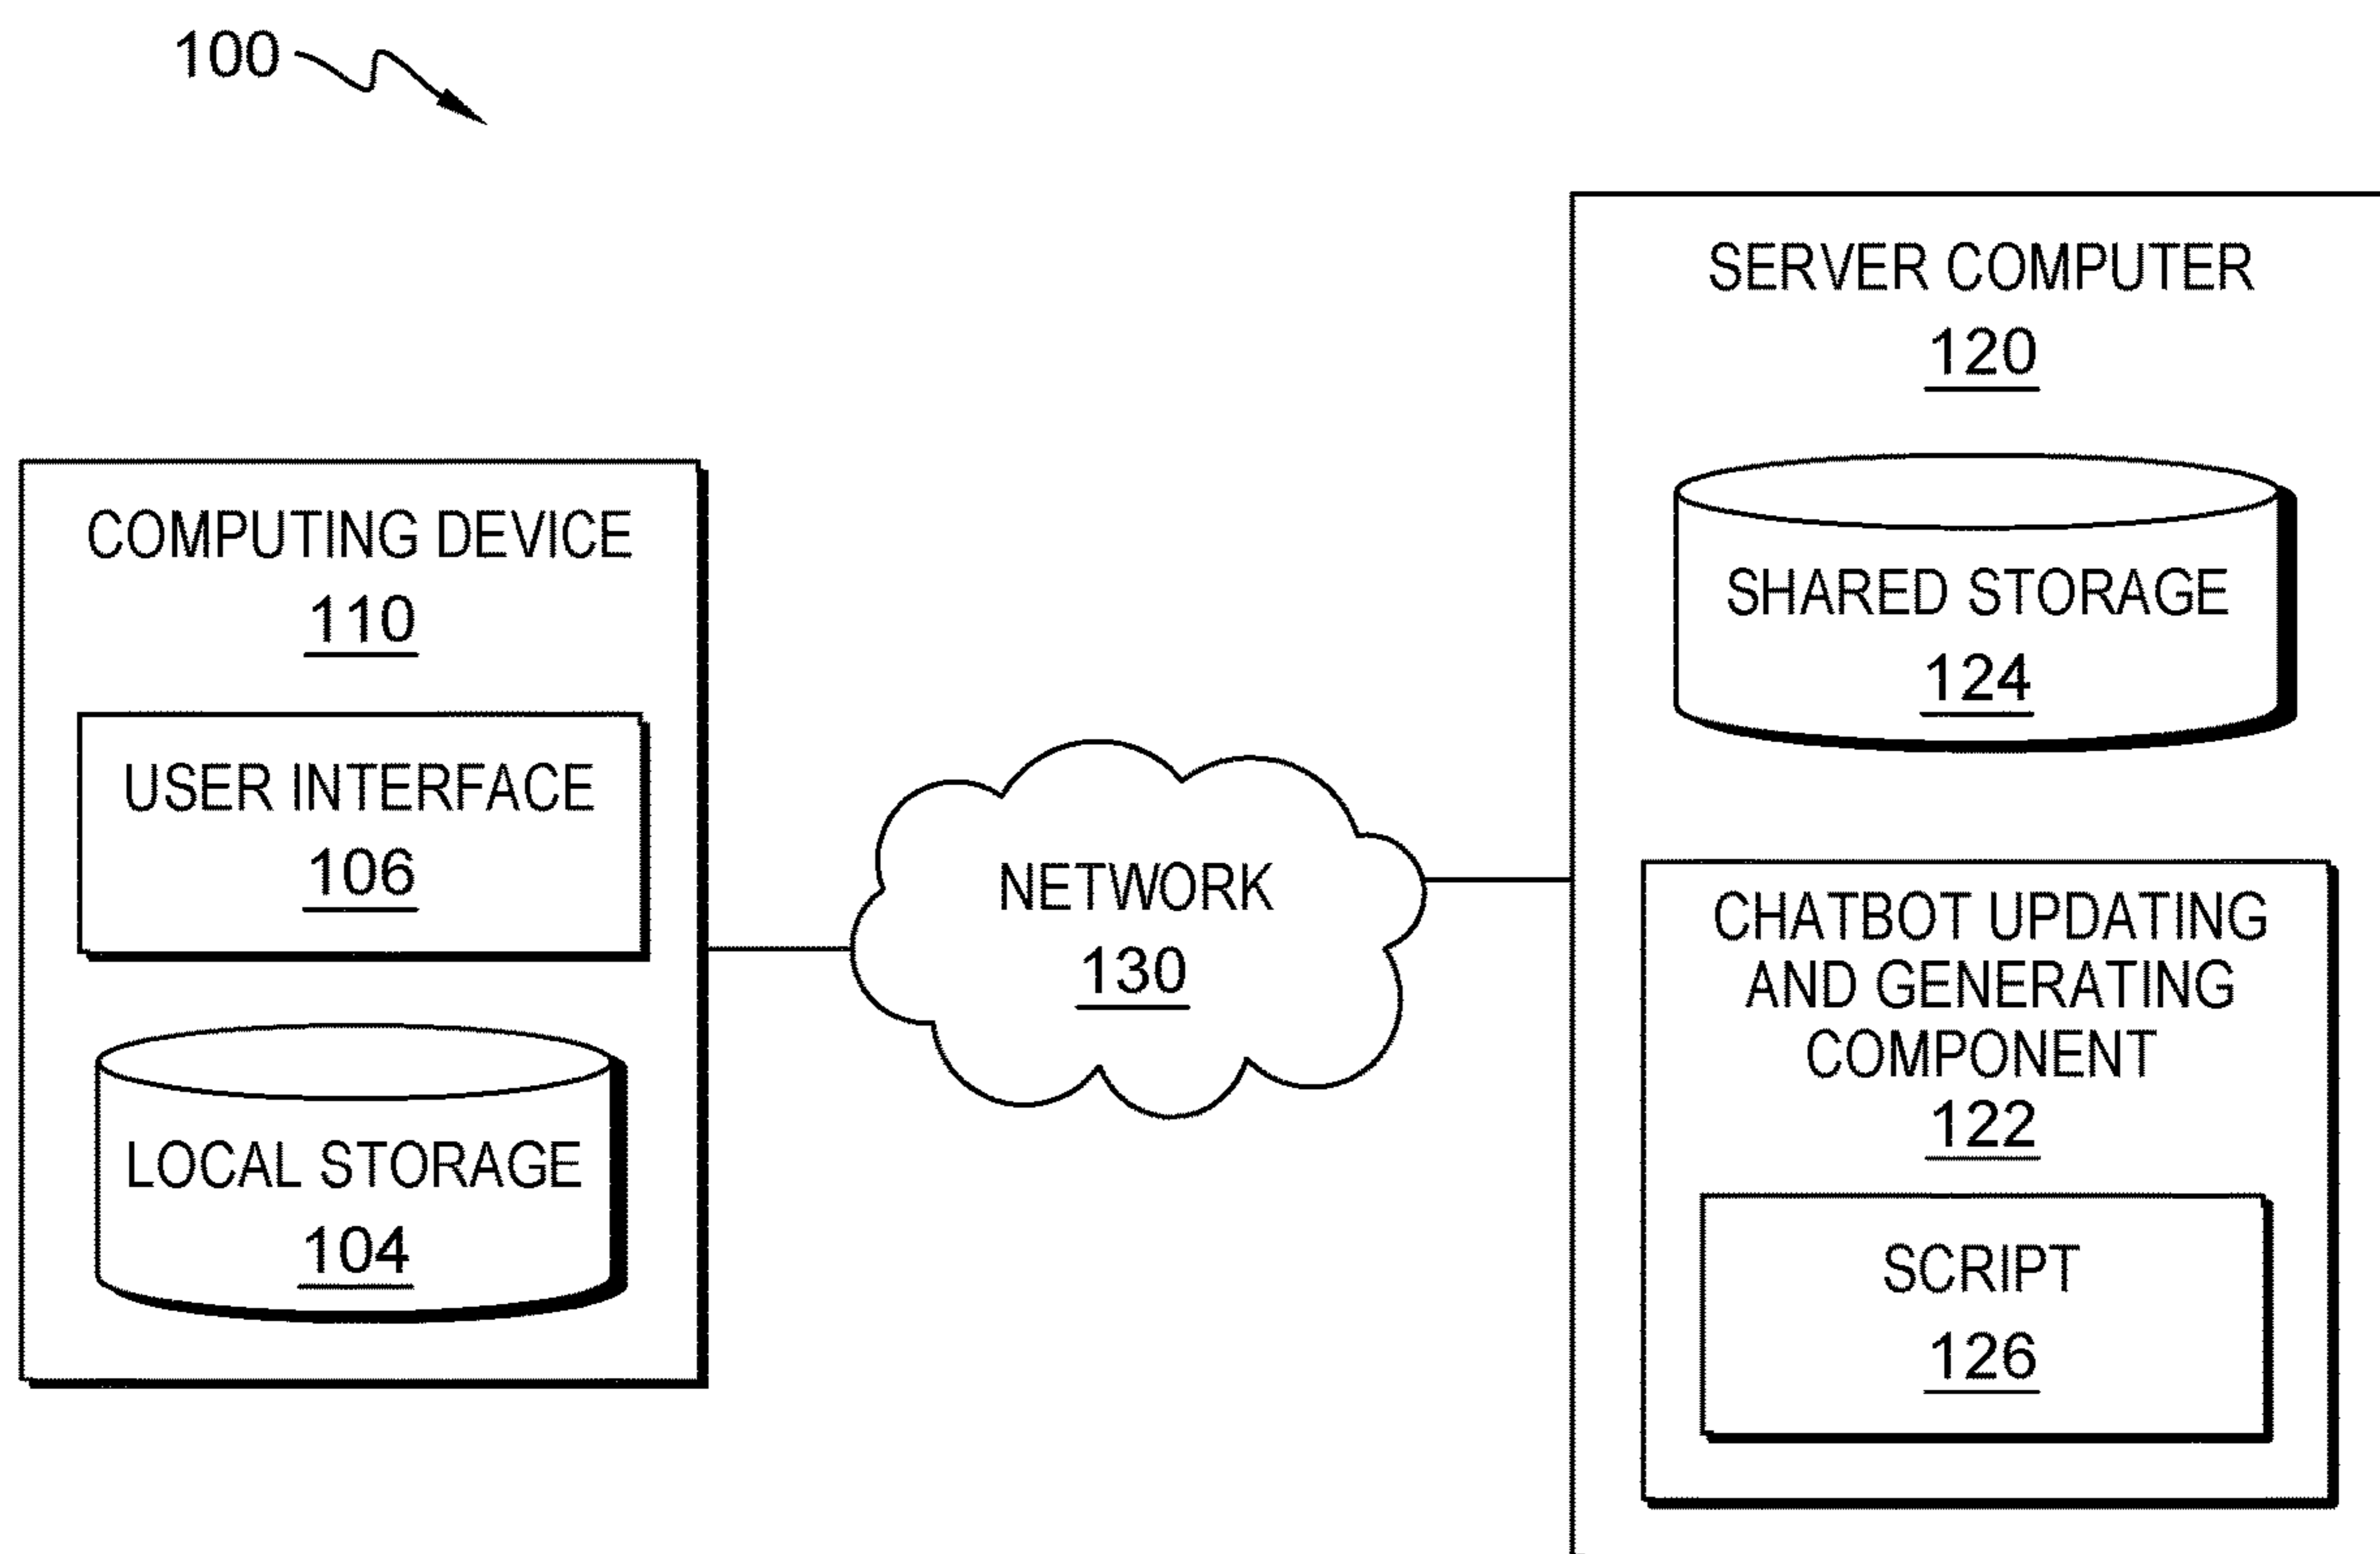 100
COMPUTING DEVICE
110
USER INTERFACE
106
LOCAL STORAGE
104
NETWORK
130
SERVER COMPUTER
120
SHARED STORAGE
124
CHATBOT UPDATING
AND GENERATING
COMPONENT
122
SCRIPT
126